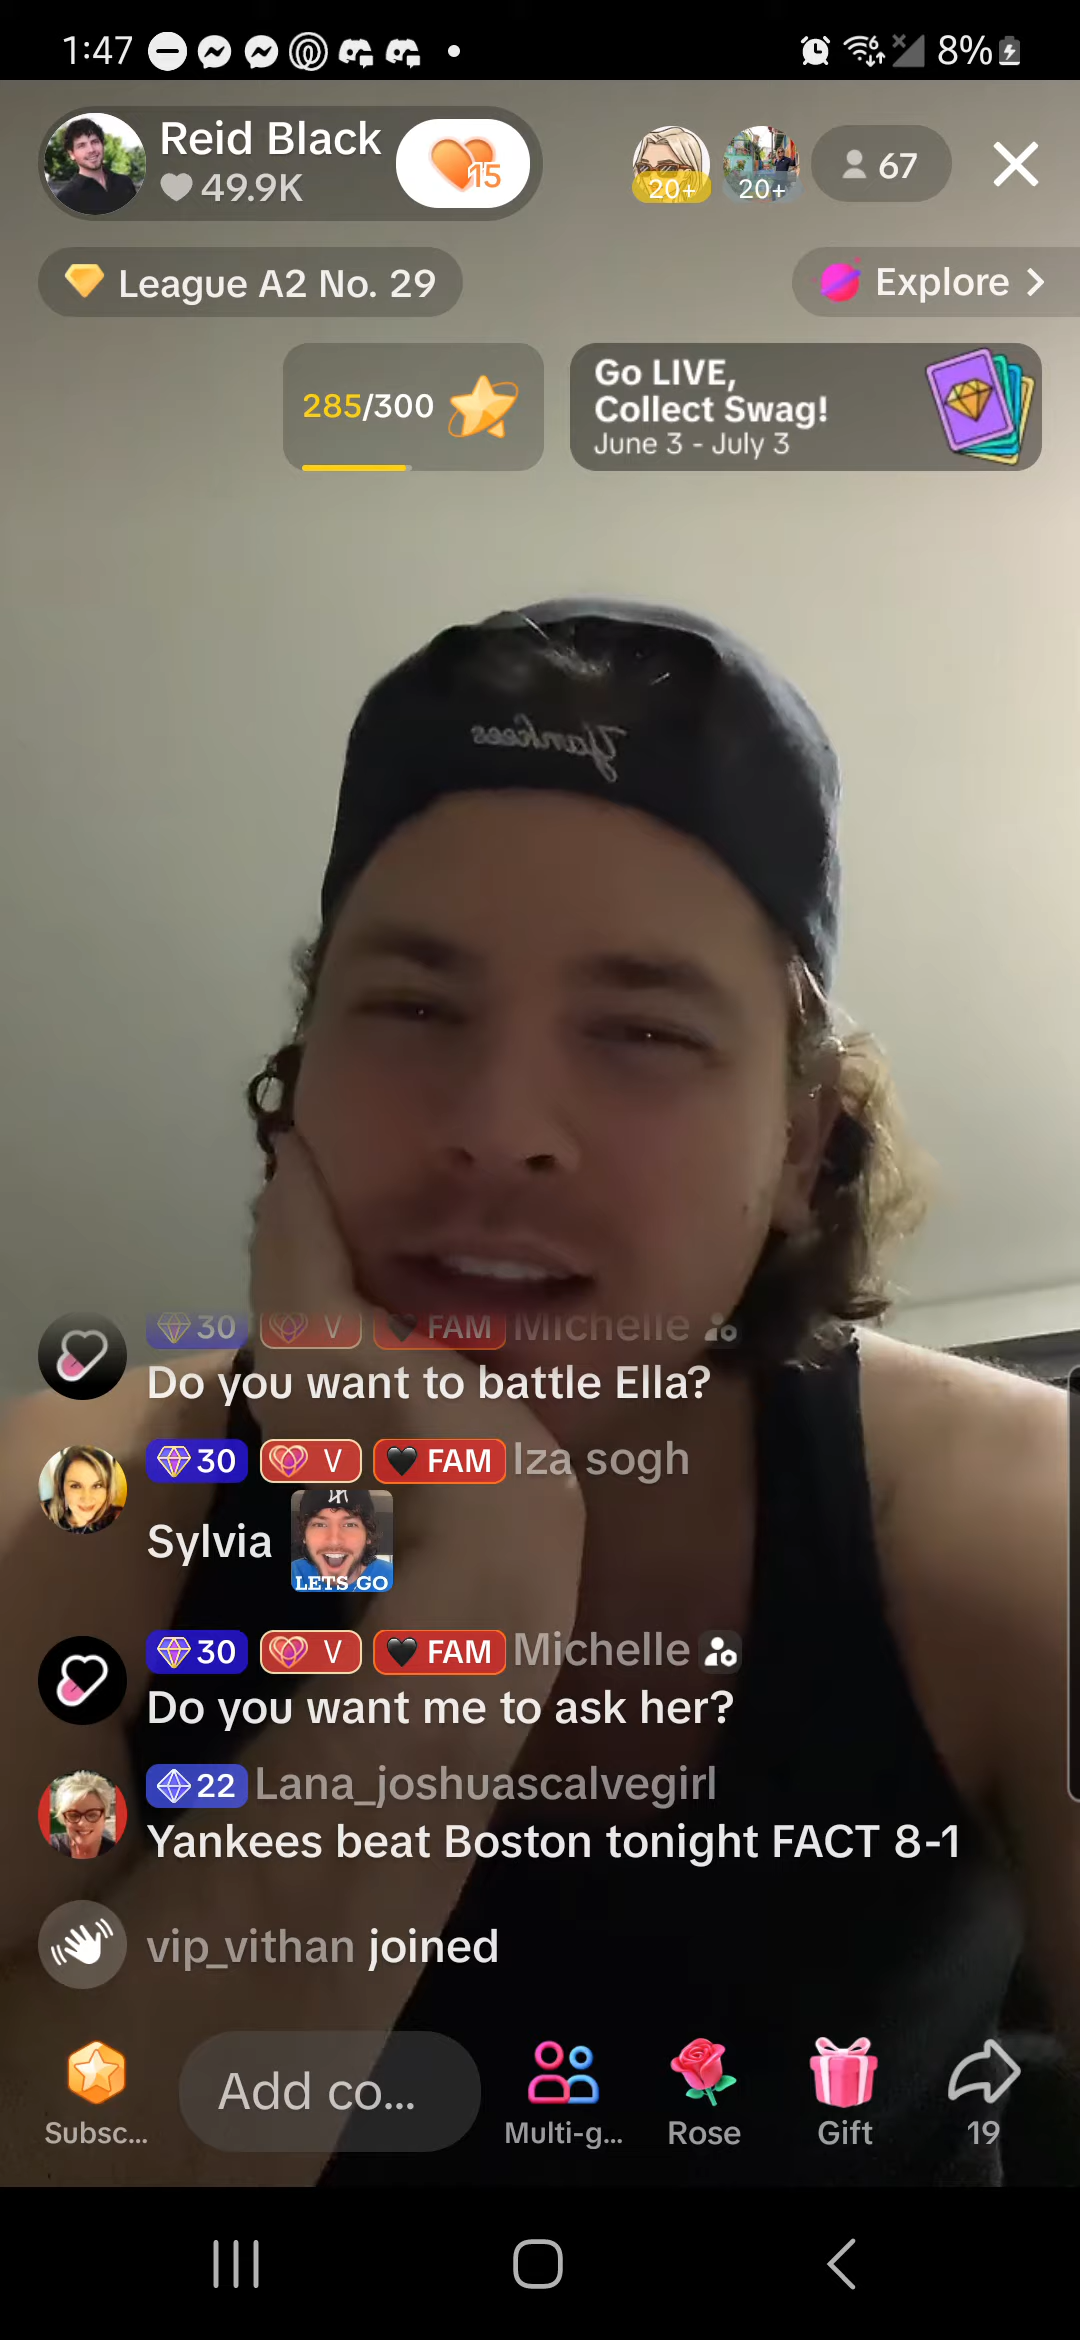 1:47
8%
Reid Black
49.9K
15
20+
20+
67
League A2 No. 29
Explore
285/300
Go LIVE,
Collect Swag!
June 3 - July 3
Yankees
30 V FAM Michelle
Do you want to battle Ella?
30 V FAM Iza sogh
Sylvia
LETS GO
30 V FAM Michelle
Do you want me to ask her?
22 Lana_joshuascalvegirl
Yankees beat Boston tonight FACT 8-1
vip_vithan joined
Subsc...
Add co...
Multi-g...
Rose
Gift
19